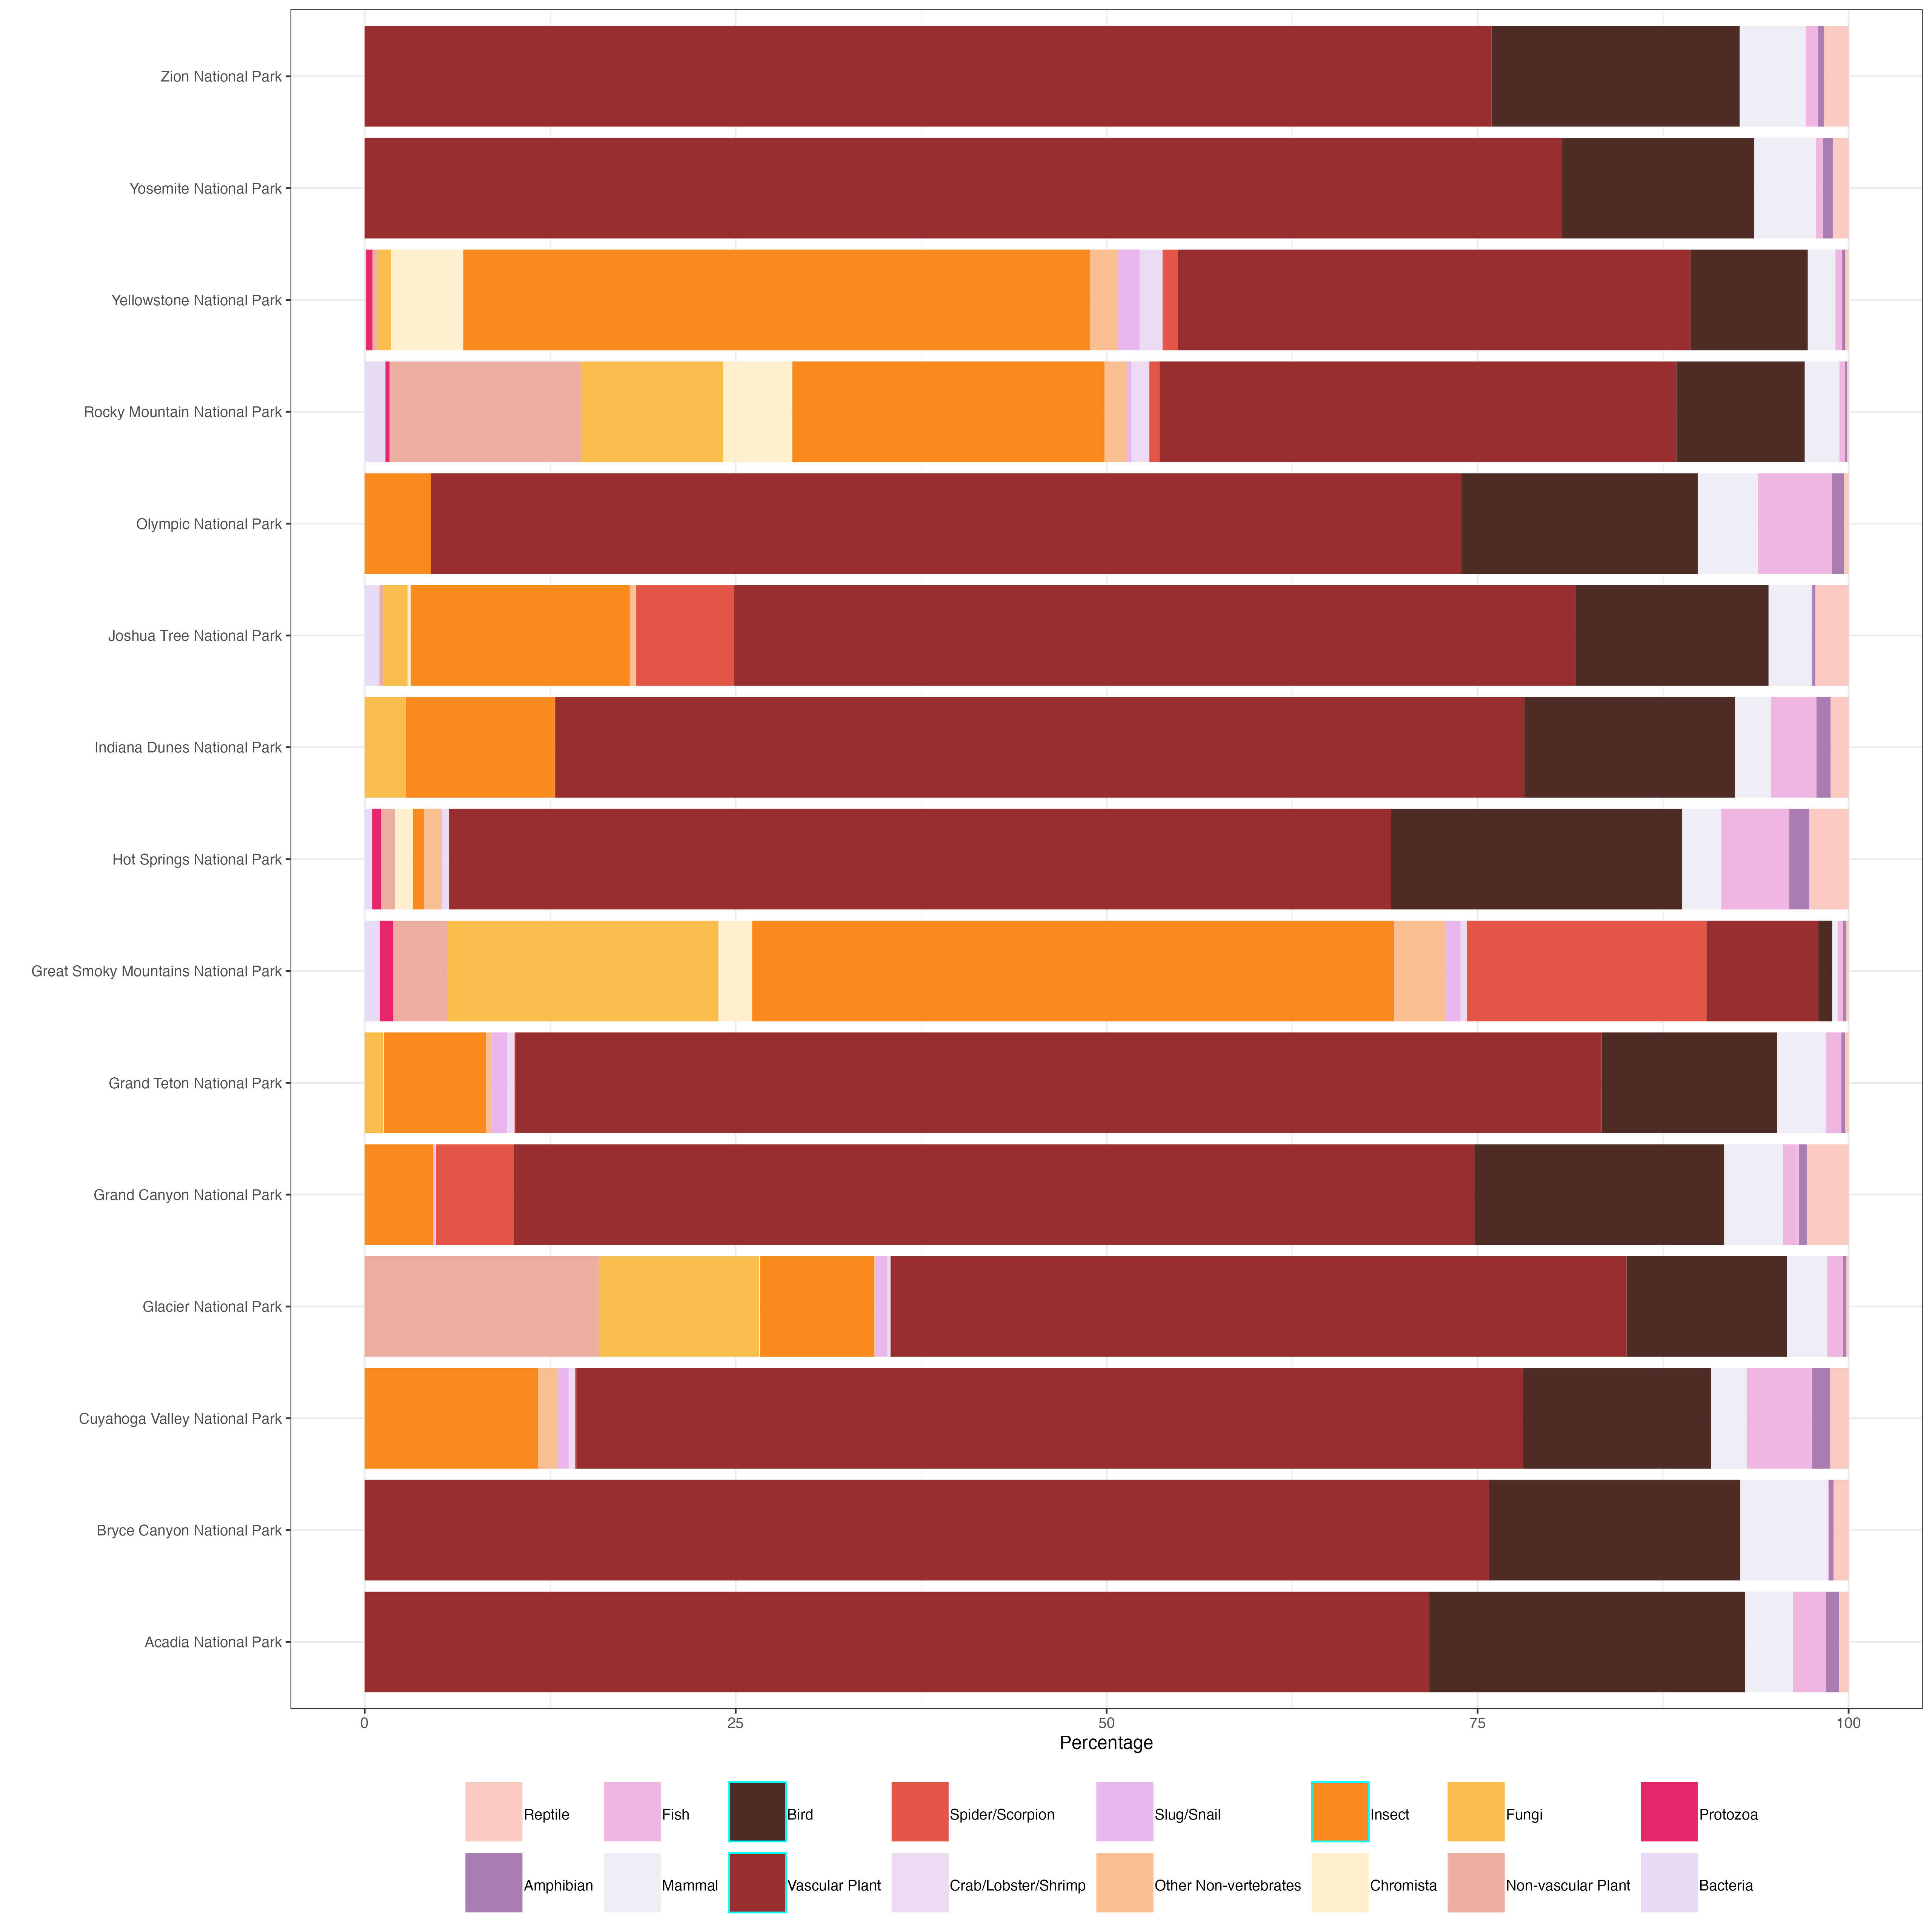 Zion National Park
Yosemite National Park
Yellowstone National Park
Rocky Mountain National Park
Olympic National Park
Joshua Tree National Park
Indiana Dunes National Park
Hot Springs National Park
Great Smoky Mountains National Park
Grand Teton National Park
Grand Canyon National Park
Glacier National Park
Cuyahoga Valley National Park
Bryce Canyon National Park
Acadia National Park
0 25 50 75 100
Percentage
Reptile Fish Bird Spider/Scorpion Slug/Snail Insect Fungi Protozoa
Amphibian Mammal Vascular Plant Crab/Lobster/Shrimp Other Non-vertebrates Chromista Non-vascular Plant Bacteria